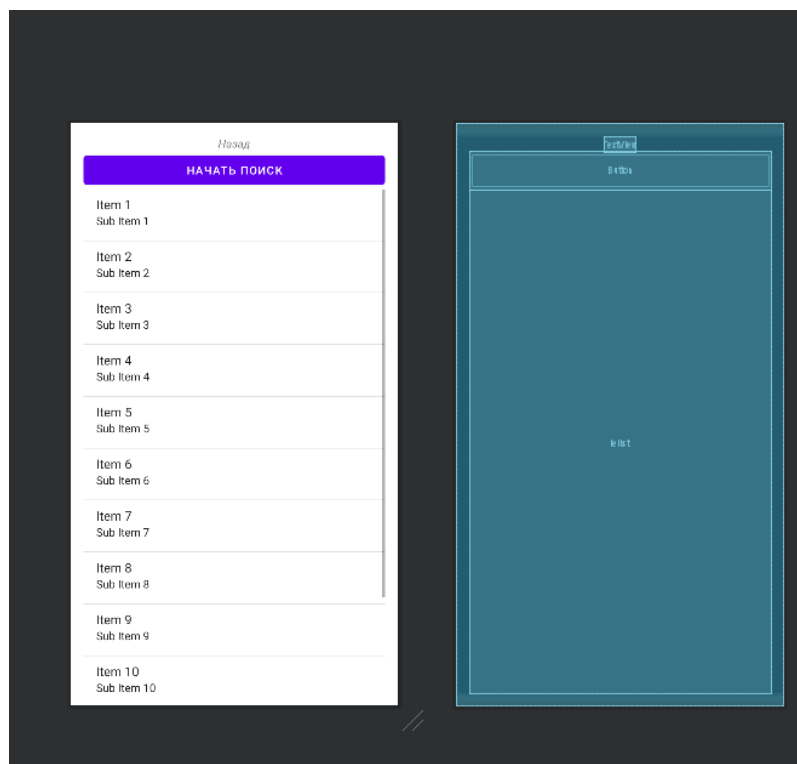 Назад
НАЧАТЬ ПОИСК
Item 1
Sub Item 1
Item 2
Sub Item 2
Item 3
Sub Item 3
Item 4
Sub Item 4
Item 5
Sub Item 5
Item 6
Sub Item 6
Item 7
Sub Item 7
Item 8
Sub Item 8
Item 9
Sub Item 9
Item 10
Sub Item 10
TextView
Button